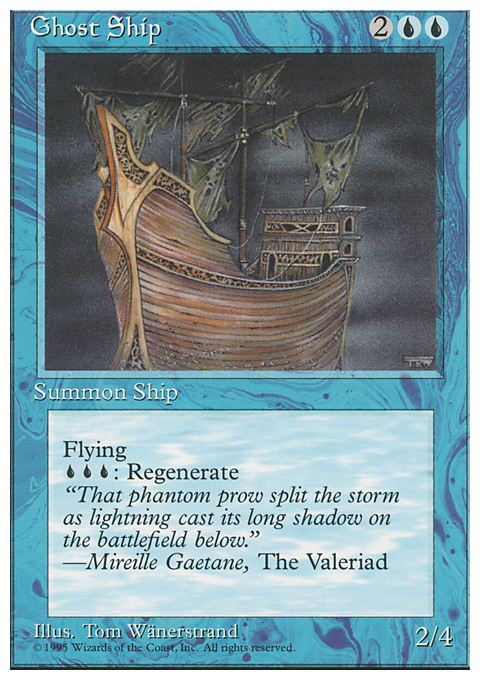 Ghost Ship 2
Summon Ship
Flying
: Regenerate
“That phantom prow split the storm
as lightning cast its long shadow on
the battlefield below.”
—Mireille Gaetane, The Valeriad
Illus. Tom Wänerstrand
2/4
© 1995 Wizards of the Coast, Inc. All rights reserved.